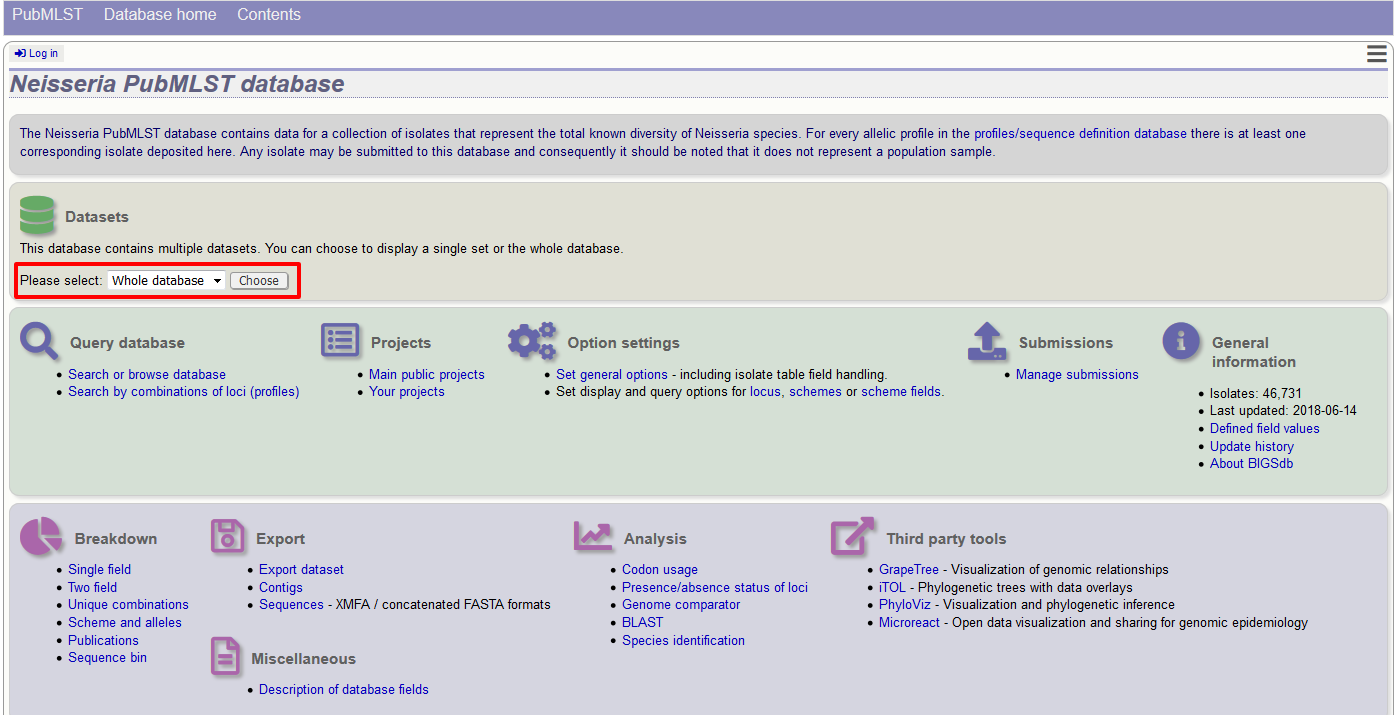 PubMLST Database home Contents
Log in
Neisseria PubMLST database
The Neisseria PubMLST database contains data for a collection of isolates that represent the total known diversity of Neisseria species. For every allelic profile in the profiles/sequence definition database there is at least one
corresponding isolate deposited here. Any isolate may be submitted to this database and consequently it should be noted that it does not represent a population sample.
Datasets
This database contains multiple datasets. You can choose to display a single set or the whole database.
Please select: Whole database Choose
Query database
Search or browse database
Search by combinations of loci (profiles)
Projects
Main public projects
Your projects
Option settings
Set general options - including isolate table field handling.
Set display and query options for locus, schemes or scheme fields.
Submissions
Manage submissions
General
information
Isolates: 46,731
Last updated: 2018-06-14
Defined field values
Update history
About BIGSdb
Breakdown
Single field
Two field
Unique combinations
Scheme and alleles
Publications
Sequence bin
Export
Export dataset
Contigs
Sequences - XMFA / concatenated FASTA formats
Miscellaneous
Description of database fields
Analysis
Codon usage
Presence/absence status of loci
Genome comparator
BLAST
Species identification
Third party tools
GrapeTree - Visualization of genomic relationships
iTOL - Phylogenetic trees with data overlays
PhyloViz - Visualization and phylogenetic inference
Microreact - Open data visualization and sharing for genomic epidemiology